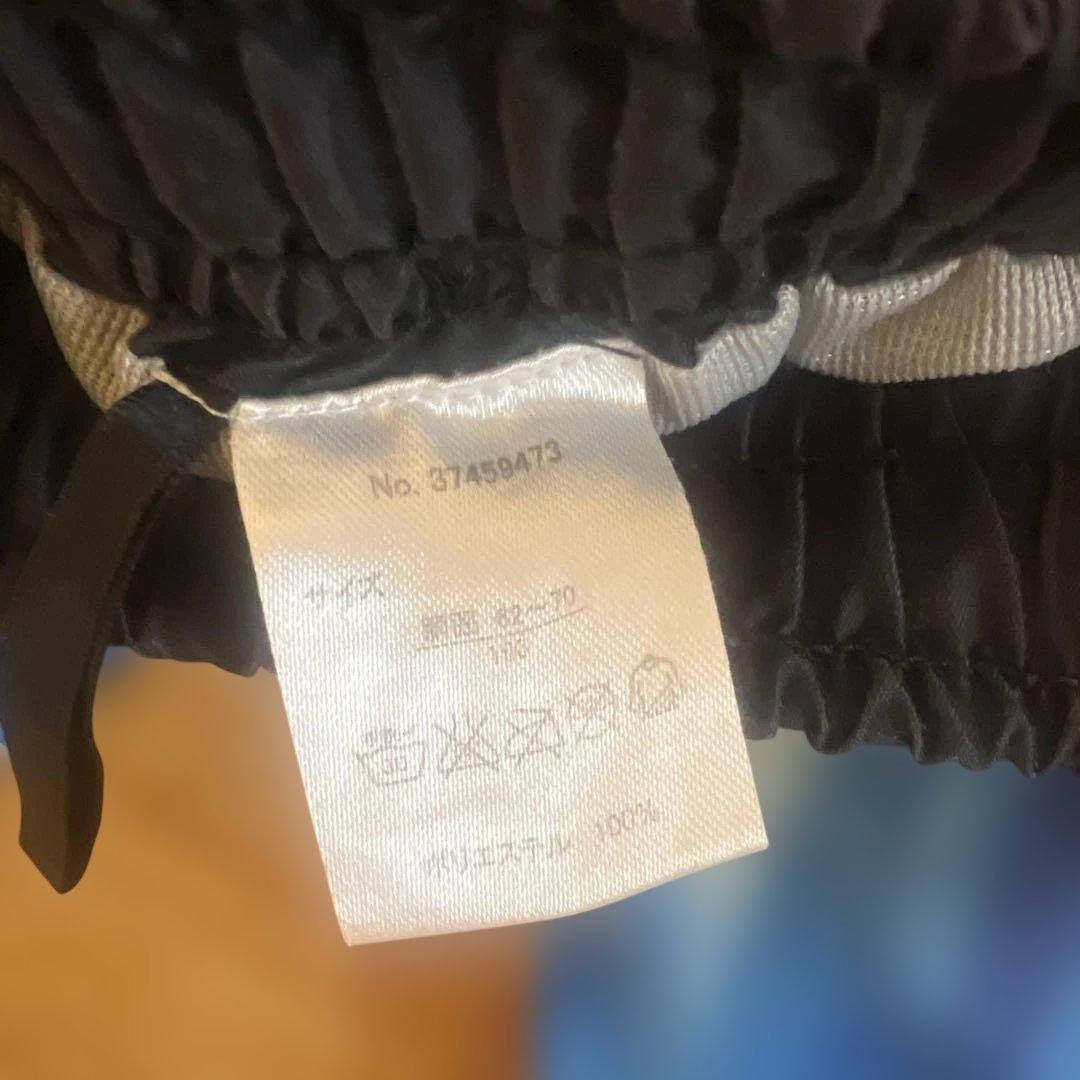 No. 37459473
サイズ
胴囲 62〜70
ポリエステル 100%